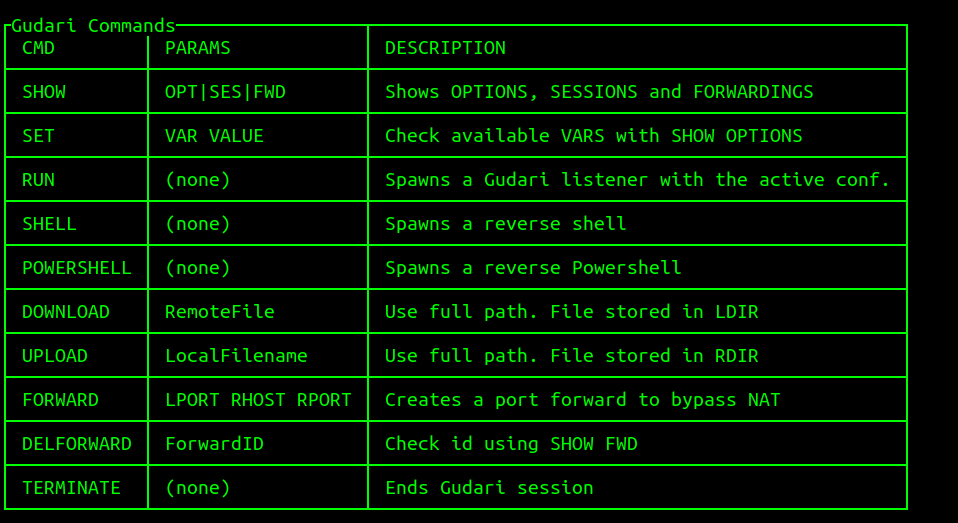 Gudari Commands
CMD PARAMS DESCRIPTION
SHOW OPT|SES|FWD Shows OPTIONS, SESSIONS and FORWARDINGS
SET VAR VALUE Check available VARS with SHOW OPTIONS
RUN (none) Spawns a Gudari listener with the active conf.
SHELL (none) Spawns a reverse shell
POWERSHELL (none) Spawns a reverse Powershell
DOWNLOAD RemoteFile Use full path. File stored in LDIR
UPLOAD LocalFilename Use full path. File stored in RDIR
FORWARD LPORT RHOST RPORT Creates a port forward to bypass NAT
DELFORWARD ForwardID Check id using SHOW FWD
TERMINATE (none) Ends Gudari session